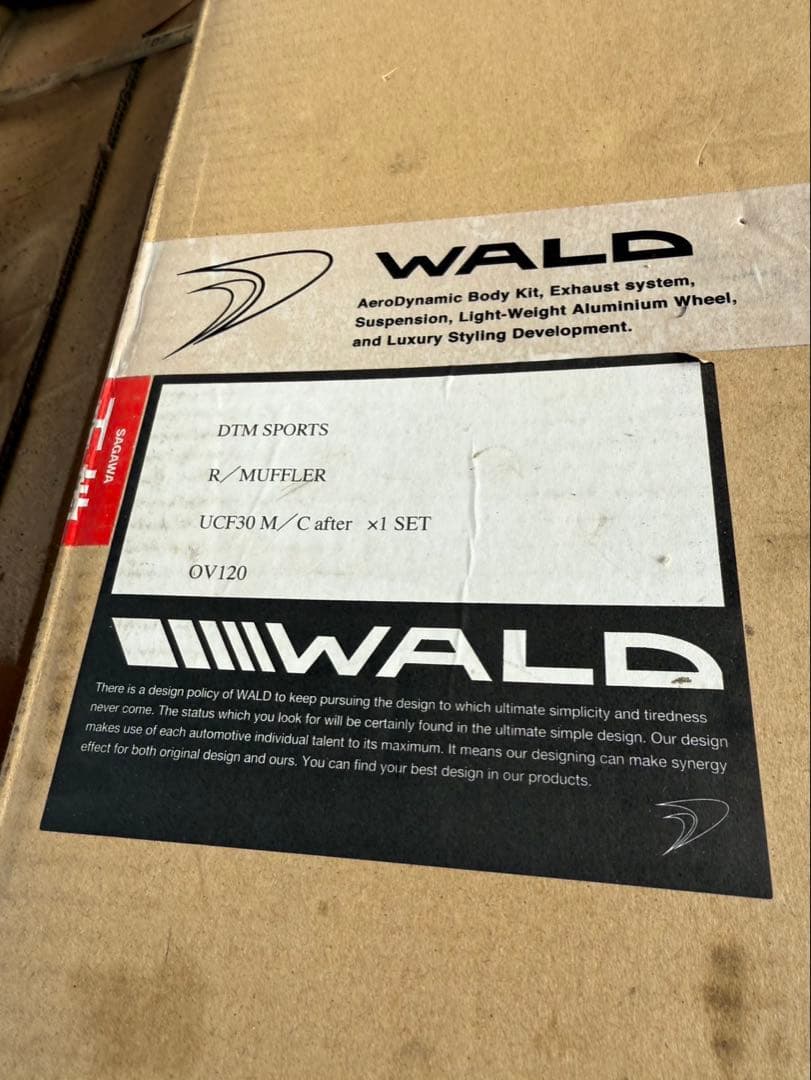 WALD
AeroDynamic Body Kit, Exhaust system,
Suspension, Light-Weight Aluminium Wheel,
and Luxury Styling Development.
SAGAWA
DTM SPORTS
R／MUFFLER
UCF30 M／C after ×1 SET
OV120
WALD
There is a design policy of WALD to keep pursuing the design to which ultimate simplicity and tiredness
never come. The status which you look for will be certainly found in the ultimate simple design. Our design
makes use of each automotive individual talent to its maximum. It means our designing can make synergy
effect for both original design and ours. You can find your best design in our products.